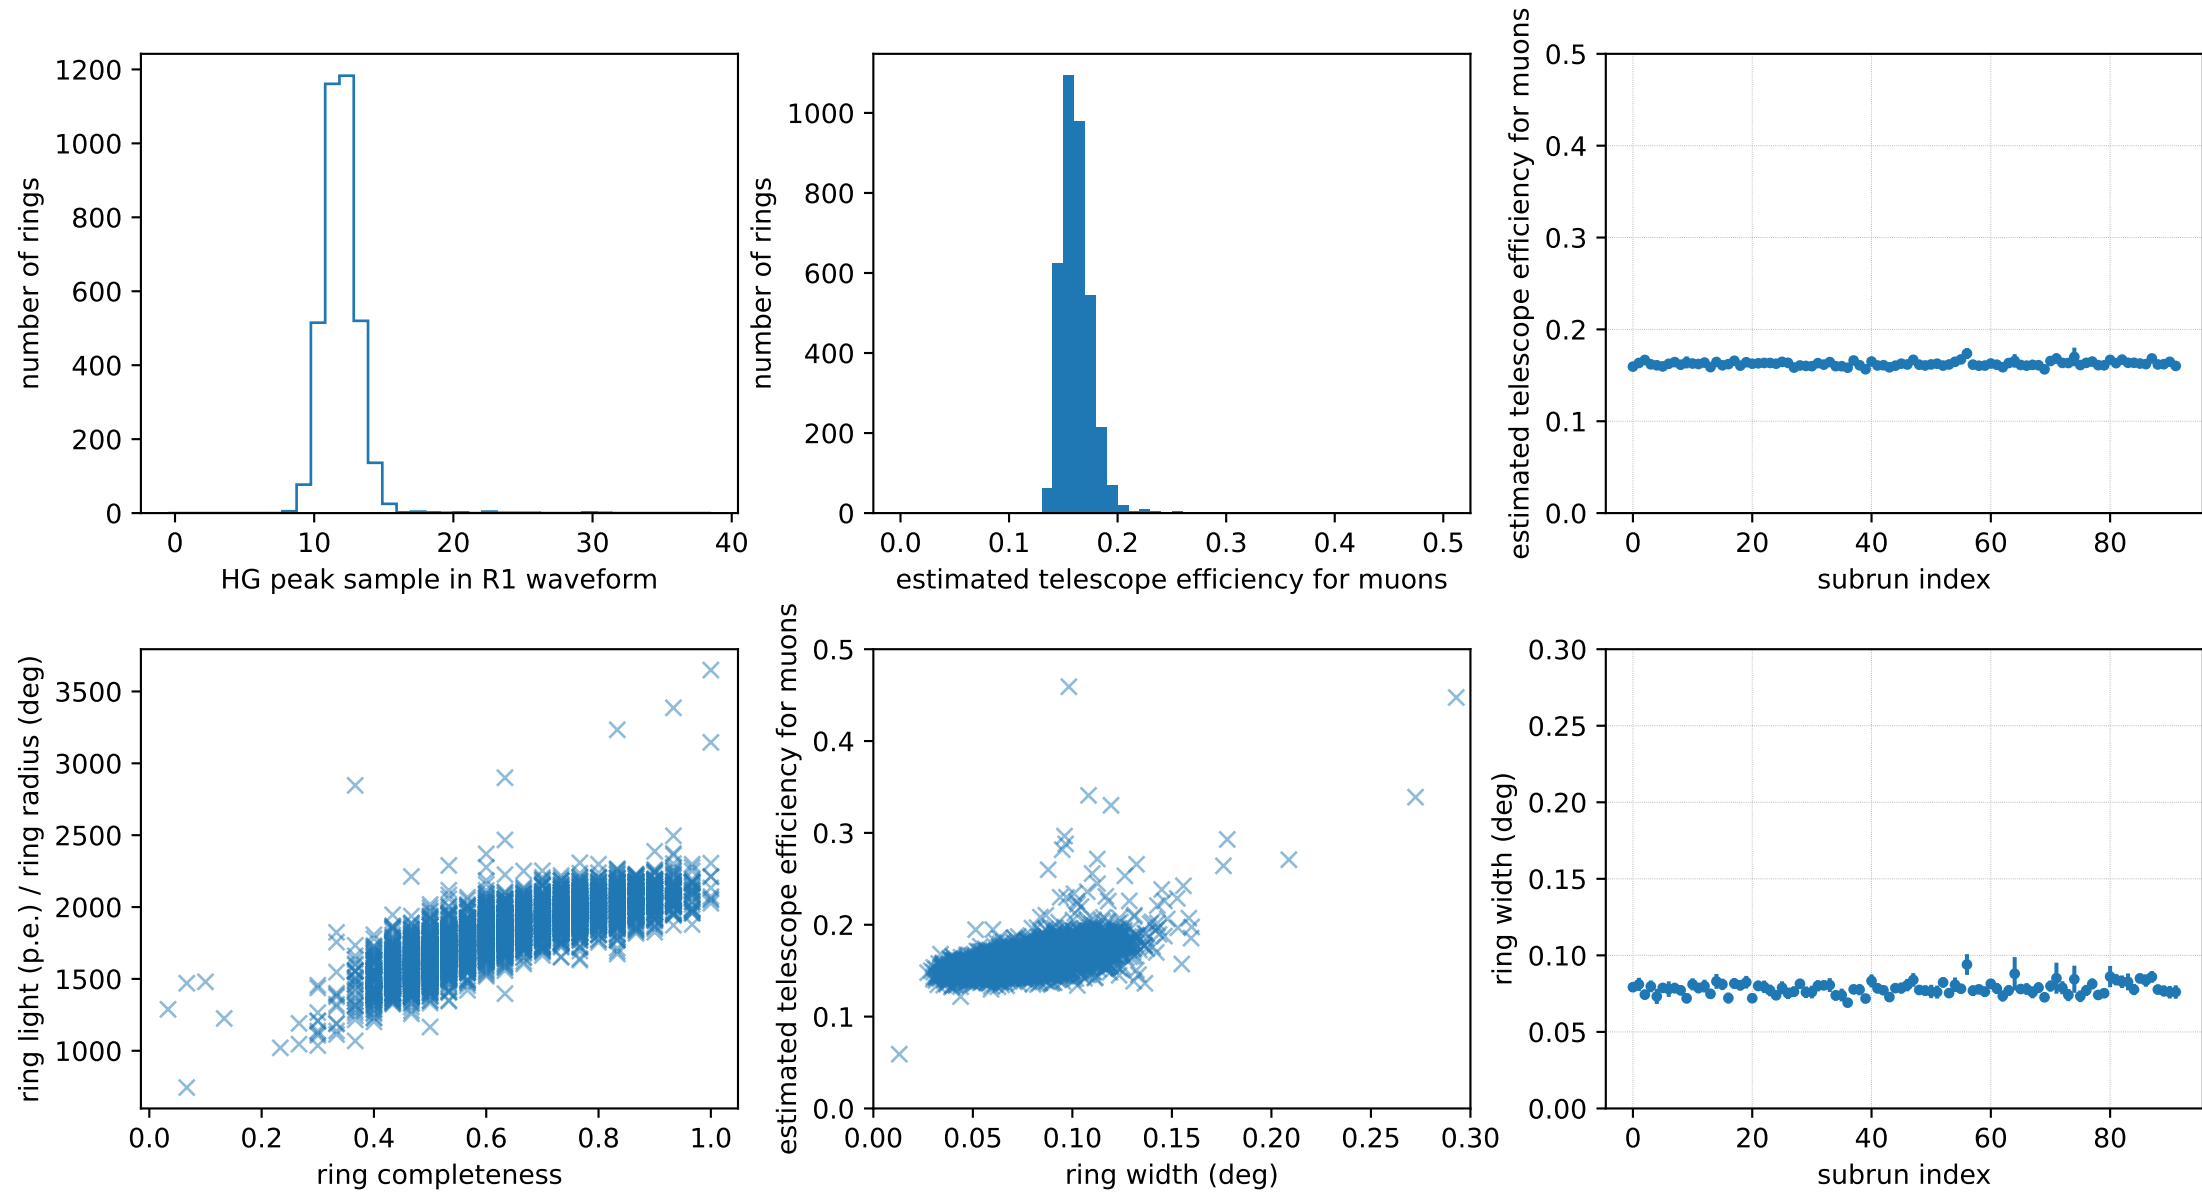 1200
1000
800
600
400
200
0
number of rings
0 10 20 30 40
HG peak sample in R1 waveform
1000
800
600
400
200
0
number of rings
0.0 0.1 0.2 0.3 0.4 0.5
estimated telescope efficiency for muons
0.5
0.4
0.3
0.2
0.1
0.0
estimated telescope efficiency for muons
0 20 40 60 80
subrun index
3500
3000
2500
2000
1500
1000
ring light (p.e.) / ring radius (deg)
0.0 0.2 0.4 0.6 0.8 1.0
ring completeness
0.5
0.4
0.3
0.2
0.1
0.0
estimated telescope efficiency for muons
0.00 0.05 0.10 0.15 0.20 0.25 0.30
ring width (deg)
0.30
0.25
0.20
0.15
0.10
0.05
0.00
ring width (deg)
0 20 40 60 80
subrun index